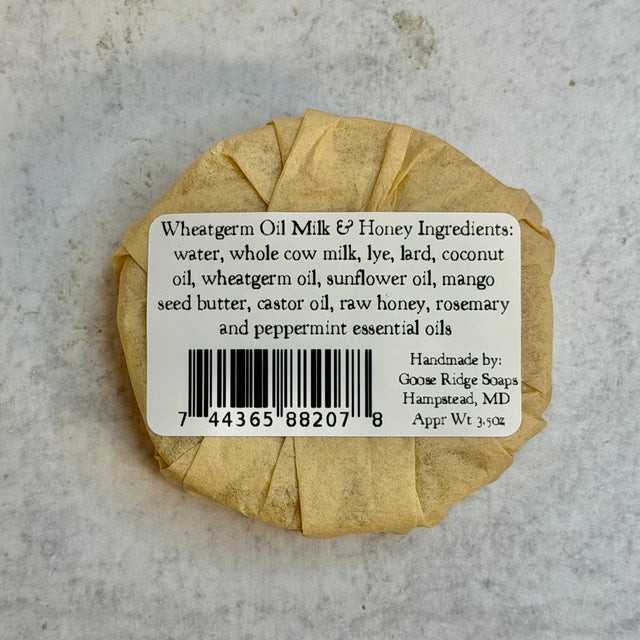 Wheatgerm Oil Milk & Honey Ingredients:
water, whole cow milk, lye, lard, coconut
oil, wheatgerm oil, sunflower oil, mango
seed butter, castor oil, raw honey, rosemary
and peppermint essential oils
Handmade by:
Goose Ridge Soaps
Hampstead, MD
Appr Wt 3.5oz
7 44365 88207 8